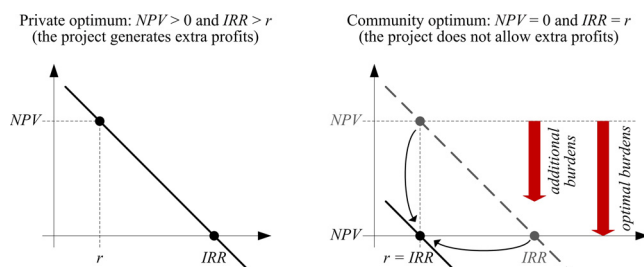 Private optimum: NPV > 0 and IRR > r
(the project generates extra profits)
NPV
r
IRR
Community optimum: NPV = 0 and IRR = r
(the project does not allow extra profits)
NPV
additional
burdens
optimal burdens
NPV
r = IRR
IRR